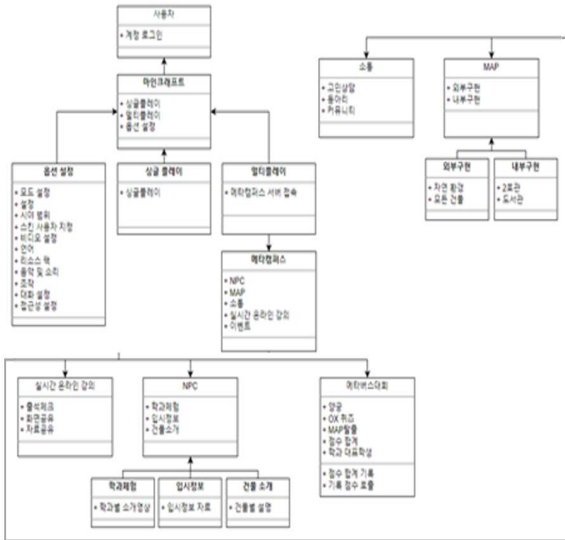 사용자
+ 계정 로그인
마인크래프트
+ 싱글플레이
+ 멀티플레이
+ 옵션 설정
옵션 설정
+ 모드 설정
+ 설정
+ 시야 범위
+ 스킨 사용자 지정
+ 비디오 설정
+ 언어
+ 리소스 팩
+ 음악 및 소리
+ 조작
+ 대화 설정
+ 접근성 설정
싱글 플레이
+ 싱글플레이
멀티플레이
+ 메타캠퍼스 서버 접속
메타캠퍼스
+ NPC
+ MAP
+ 소통
+ 실시간 온라인 강의
+ 이벤트
소통
+ 고민상담
+ 동아리
+ 커뮤니티
MAP
+ 외부구현
+ 내부구현
외부구현
+ 자연 환경
+ 모든 건물
내부구현
+ 2호관
+ 도서관
실시간 온라인 강의
+ 출석체크
+ 화면공유
+ 자료공유
NPC
+ 학과체험
+ 입시정보
+ 건물소개
학과체험
+ 학과별 소개영상
입시정보
+ 입시정보 자료
건물 소개
+ 건물별 설명
메타버스대회
+ 양궁
+ OX 퀴즈
+ MAP탈출
+ 점수 합계
+ 학과 대표학생
+ 점수 합계 기록
+ 기록 점수 호출